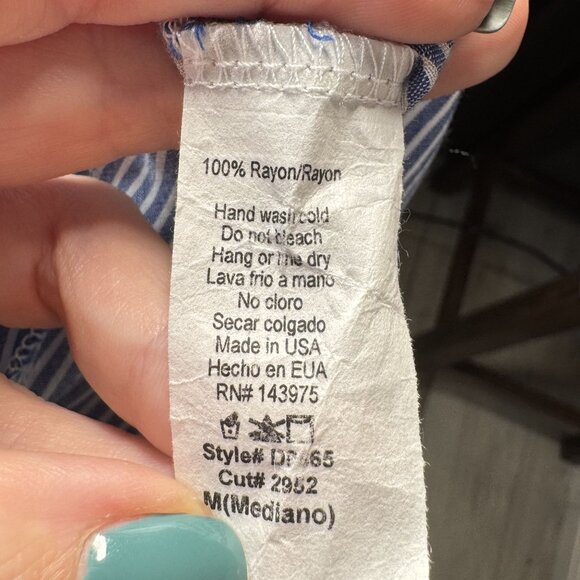 100% Rayon/Rayon
Hand wash cold
Do not bleach
Hang or line dry
Lava frio a mano
No cloro
Secar colgado
Made in USA
Hecho en EUA
RN# 143975
Style#
Cut# 2952
M(Mediano)